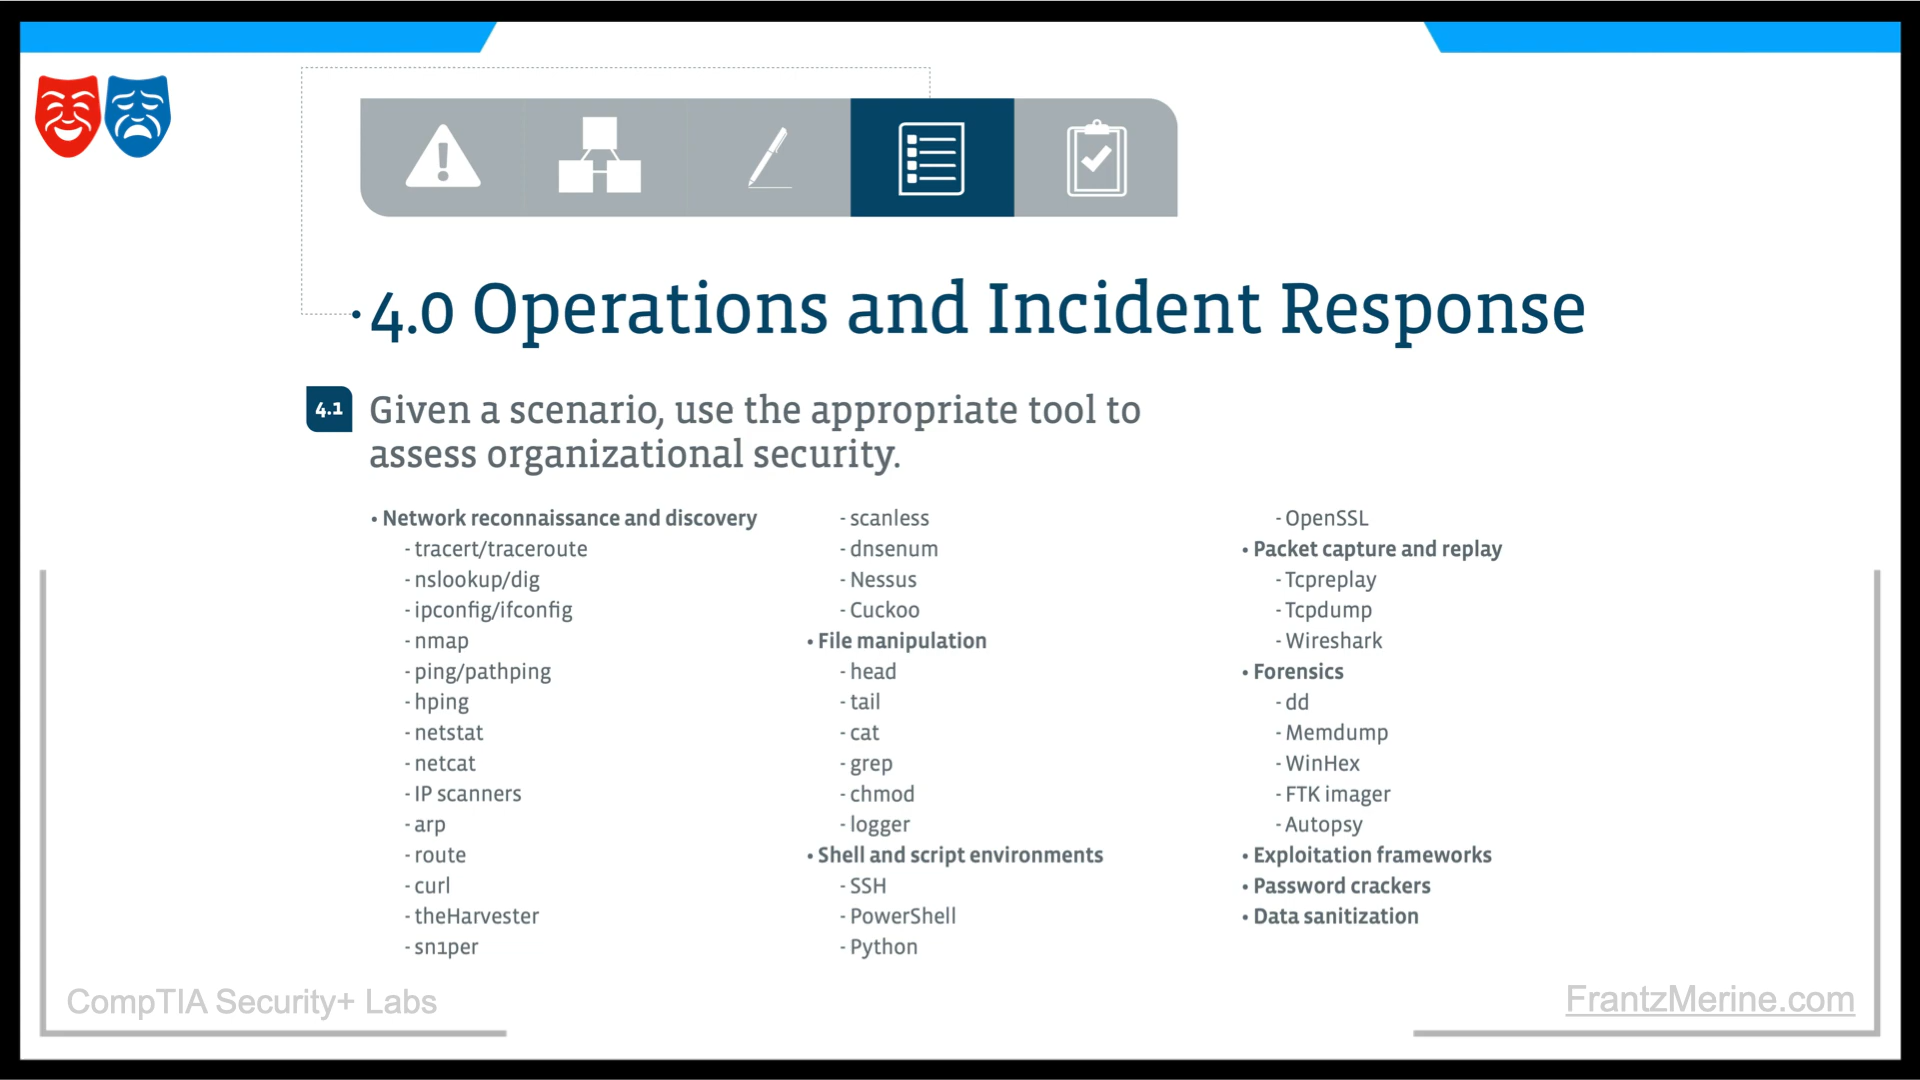 4.0 Operations and Incident Response
4.1
Given a scenario, use the appropriate tool to
assess organizational security.
• Network reconnaissance and discovery
- tracert/traceroute
- nslookup/dig
- ipconfig/ifconfig
- nmap
- ping/pathping
- hping
- netstat
- netcat
- IP scanners
- arp
- route
- curl
- theHarvester
- sn1per
- scanless
- dnsenum
- Nessus
- Cuckoo
• File manipulation
- head
- tail
- cat
- grep
- chmod
- logger
• Shell and script environments
- SSH
- PowerShell
- Python
- OpenSSL
• Packet capture and replay
- Tcpreplay
- Tcpdump
- Wireshark
• Forensics
- dd
- Memdump
- WinHex
- FTK imager
- Autopsy
• Exploitation frameworks
• Password crackers
• Data sanitization
CompTIA Security+ Labs
FrantzMerine.com